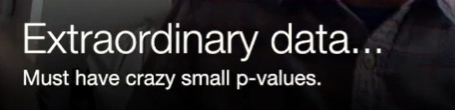 Extraordinary data...
Must have crazy small p-values.